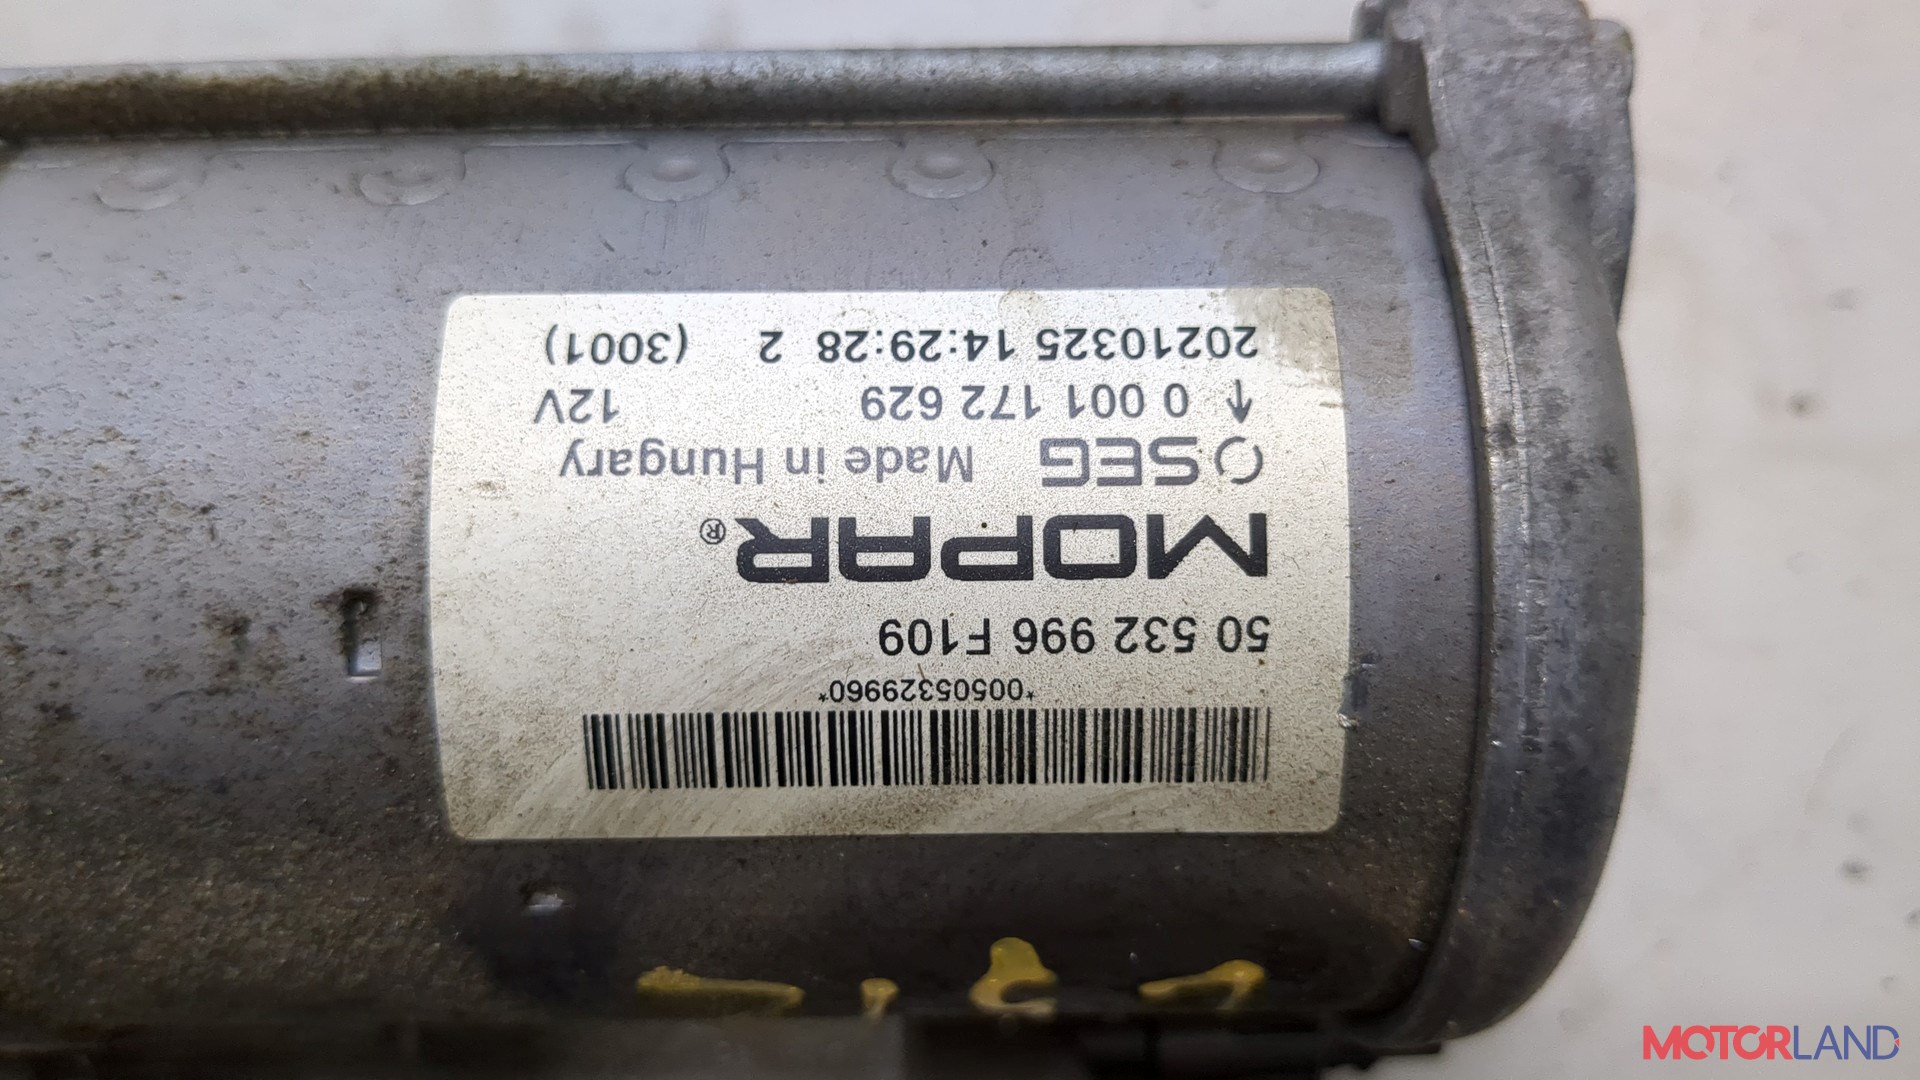 *00505329960*
50 532 996 F109
MOPAR®
SEG Made in Hungary
↑ 0 001 172 629 12V
20210325 14:29:28 2 (3001)
MOTORLAND